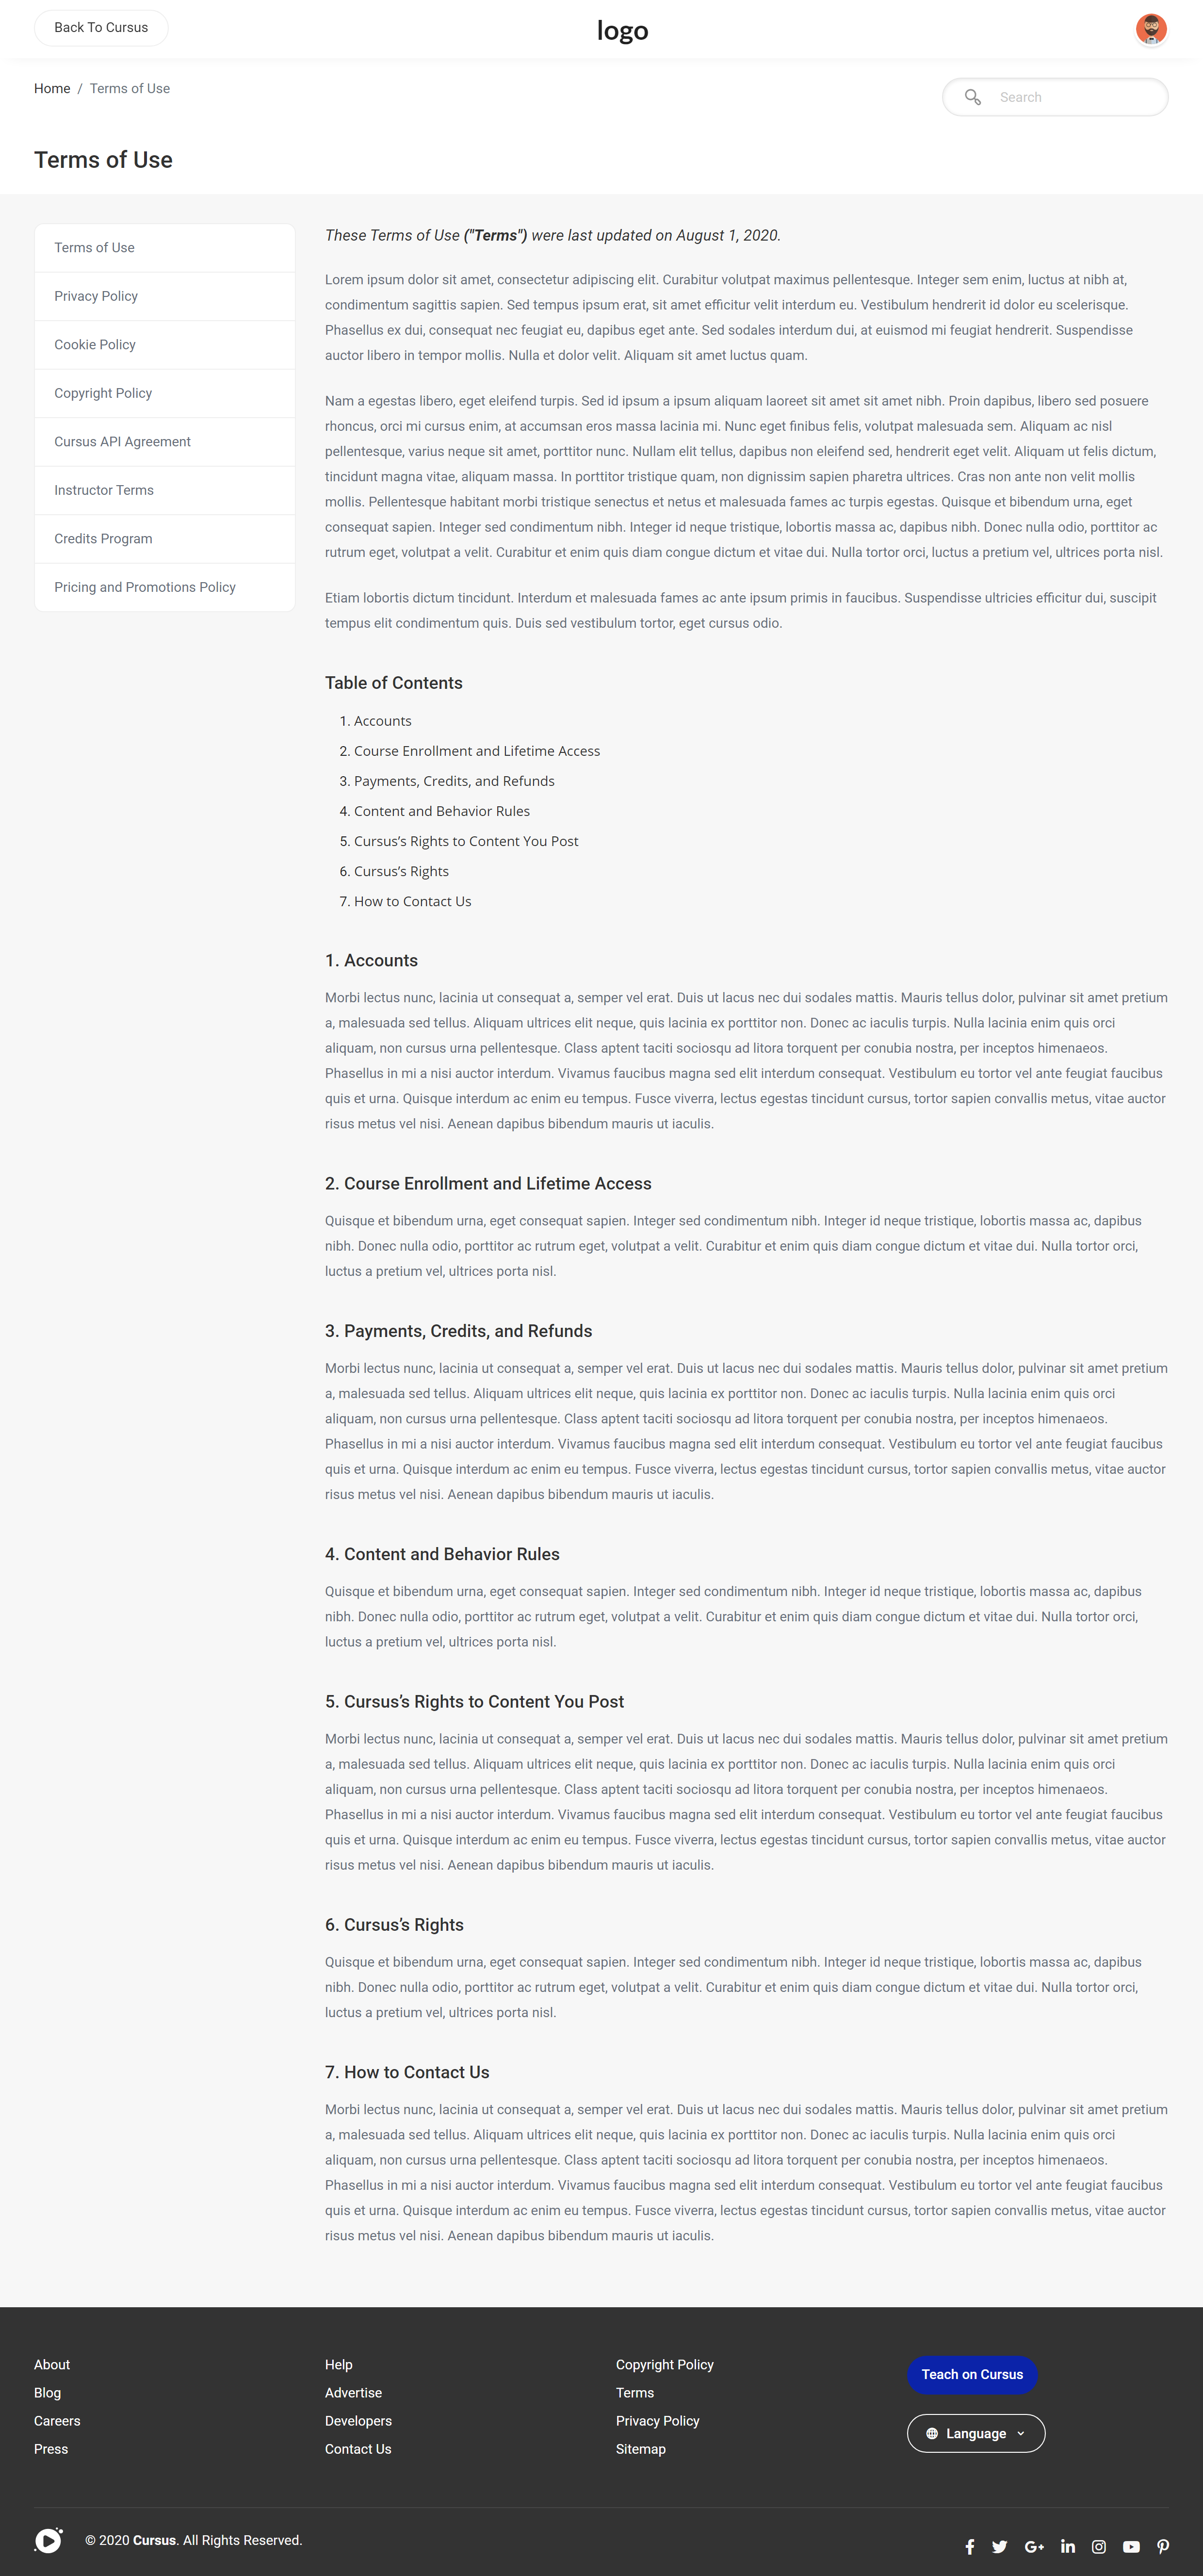 Back To Cursus
logo
Home / Terms of Use
Search
Terms of Use
Terms of Use
Privacy Policy
Cookie Policy
Copyright Policy
Cursus API Agreement
Instructor Terms
Credits Program
Pricing and Promotions Policy
These Terms of Use ("Terms") were last updated on August 1, 2020.
Lorem ipsum dolor sit amet, consectetur adipiscing elit. Curabitur volutpat maximus pellentesque. Integer sem enim, luctus at nibh at,
condimentum sagittis sapien. Sed tempus ipsum erat, sit amet efficitur velit interdum eu. Vestibulum hendrerit id dolor eu scelerisque.
Phasellus ex dui, consequat nec feugiat eu, dapibus eget ante. Sed sodales interdum dui, at euismod mi feugiat hendrerit. Suspendisse
auctor libero in tempor mollis. Nulla et dolor velit. Aliquam sit amet luctus quam.
Nam a egestas libero, eget eleifend turpis. Sed id ipsum a ipsum aliquam laoreet sit amet sit amet nibh. Proin dapibus, libero sed posuere
rhoncus, orci mi cursus enim, at accumsan eros massa lacinia mi. Nunc eget finibus felis, volutpat malesuada sem. Aliquam ac nisl
pellentesque, varius neque sit amet, porttitor nunc. Nullam elit tellus, dapibus non eleifend sed, hendrerit eget velit. Aliquam ut felis dictum,
tincidunt magna vitae, aliquam massa. In porttitor tristique quam, non dignissim sapien pharetra ultrices. Cras non ante non velit mollis
mollis. Pellentesque habitant morbi tristique senectus et netus et malesuada fames ac turpis egestas. Quisque et bibendum urna, eget
consequat sapien. Integer sed condimentum nibh. Integer id neque tristique, lobortis massa ac, dapibus nibh. Donec nulla odio, porttitor ac
rutrum eget, volutpat a velit. Curabitur et enim quis diam congue dictum et vitae dui. Nulla tortor orci, luctus a pretium vel, ultrices porta nisl.
Etiam lobortis dictum tincidunt. Interdum et malesuada fames ac ante ipsum primis in faucibus. Suspendisse ultricies efficitur dui, suscipit
tempus elit condimentum quis. Duis sed vestibulum tortor, eget cursus odio.
Table of Contents
1. Accounts
2. Course Enrollment and Lifetime Access
3. Payments, Credits, and Refunds
4. Content and Behavior Rules
5. Cursus’s Rights to Content You Post
6. Cursus’s Rights
7. How to Contact Us
1. Accounts
Morbi lectus nunc, lacinia ut consequat a, semper vel erat. Duis ut lacus nec dui sodales mattis. Mauris tellus dolor, pulvinar sit amet pretium
a, malesuada sed tellus. Aliquam ultrices elit neque, quis lacinia ex porttitor non. Donec ac iaculis turpis. Nulla lacinia enim quis orci
aliquam, non cursus urna pellentesque. Class aptent taciti sociosqu ad litora torquent per conubia nostra, per inceptos himenaeos.
Phasellus in mi a nisi auctor interdum. Vivamus faucibus magna sed elit interdum consequat. Vestibulum eu tortor vel ante feugiat faucibus
quis et urna. Quisque interdum ac enim eu tempus. Fusce viverra, lectus egestas tincidunt cursus, tortor sapien convallis metus, vitae auctor
risus metus vel nisi. Aenean dapibus bibendum mauris ut iaculis.
2. Course Enrollment and Lifetime Access
Quisque et bibendum urna, eget consequat sapien. Integer sed condimentum nibh. Integer id neque tristique, lobortis massa ac, dapibus
nibh. Donec nulla odio, porttitor ac rutrum eget, volutpat a velit. Curabitur et enim quis diam congue dictum et vitae dui. Nulla tortor orci,
luctus a pretium vel, ultrices porta nisl.
3. Payments, Credits, and Refunds
Morbi lectus nunc, lacinia ut consequat a, semper vel erat. Duis ut lacus nec dui sodales mattis. Mauris tellus dolor, pulvinar sit amet pretium
a, malesuada sed tellus. Aliquam ultrices elit neque, quis lacinia ex porttitor non. Donec ac iaculis turpis. Nulla lacinia enim quis orci
aliquam, non cursus urna pellentesque. Class aptent taciti sociosqu ad litora torquent per conubia nostra, per inceptos himenaeos.
Phasellus in mi a nisi auctor interdum. Vivamus faucibus magna sed elit interdum consequat. Vestibulum eu tortor vel ante feugiat faucibus
quis et urna. Quisque interdum ac enim eu tempus. Fusce viverra, lectus egestas tincidunt cursus, tortor sapien convallis metus, vitae auctor
risus metus vel nisi. Aenean dapibus bibendum mauris ut iaculis.
4. Content and Behavior Rules
Quisque et bibendum urna, eget consequat sapien. Integer sed condimentum nibh. Integer id neque tristique, lobortis massa ac, dapibus
nibh. Donec nulla odio, porttitor ac rutrum eget, volutpat a velit. Curabitur et enim quis diam congue dictum et vitae dui. Nulla tortor orci,
luctus a pretium vel, ultrices porta nisl.
5. Cursus’s Rights to Content You Post
Morbi lectus nunc, lacinia ut consequat a, semper vel erat. Duis ut lacus nec dui sodales mattis. Mauris tellus dolor, pulvinar sit amet pretium
a, malesuada sed tellus. Aliquam ultrices elit neque, quis lacinia ex porttitor non. Donec ac iaculis turpis. Nulla lacinia enim quis orci
aliquam, non cursus urna pellentesque. Class aptent taciti sociosqu ad litora torquent per conubia nostra, per inceptos himenaeos.
Phasellus in mi a nisi auctor interdum. Vivamus faucibus magna sed elit interdum consequat. Vestibulum eu tortor vel ante feugiat faucibus
quis et urna. Quisque interdum ac enim eu tempus. Fusce viverra, lectus egestas tincidunt cursus, tortor sapien convallis metus, vitae auctor
risus metus vel nisi. Aenean dapibus bibendum mauris ut iaculis.
6. Cursus’s Rights
Quisque et bibendum urna, eget consequat sapien. Integer sed condimentum nibh. Integer id neque tristique, lobortis massa ac, dapibus
nibh. Donec nulla odio, porttitor ac rutrum eget, volutpat a velit. Curabitur et enim quis diam congue dictum et vitae dui. Nulla tortor orci,
luctus a pretium vel, ultrices porta nisl.
7. How to Contact Us
Morbi lectus nunc, lacinia ut consequat a, semper vel erat. Duis ut lacus nec dui sodales mattis. Mauris tellus dolor, pulvinar sit amet pretium
a, malesuada sed tellus. Aliquam ultrices elit neque, quis lacinia ex porttitor non. Donec ac iaculis turpis. Nulla lacinia enim quis orci
aliquam, non cursus urna pellentesque. Class aptent taciti sociosqu ad litora torquent per conubia nostra, per inceptos himenaeos.
Phasellus in mi a nisi auctor interdum. Vivamus faucibus magna sed elit interdum consequat. Vestibulum eu tortor vel ante feugiat faucibus
quis et urna. Quisque interdum ac enim eu tempus. Fusce viverra, lectus egestas tincidunt cursus, tortor sapien convallis metus, vitae auctor
risus metus vel nisi. Aenean dapibus bibendum mauris ut iaculis.
About
Blog
Careers
Press
Help
Advertise
Developers
Contact Us
Copyright Policy
Terms
Privacy Policy
Sitemap
Teach on Cursus
Language
© 2020 Cursus. All Rights Reserved.